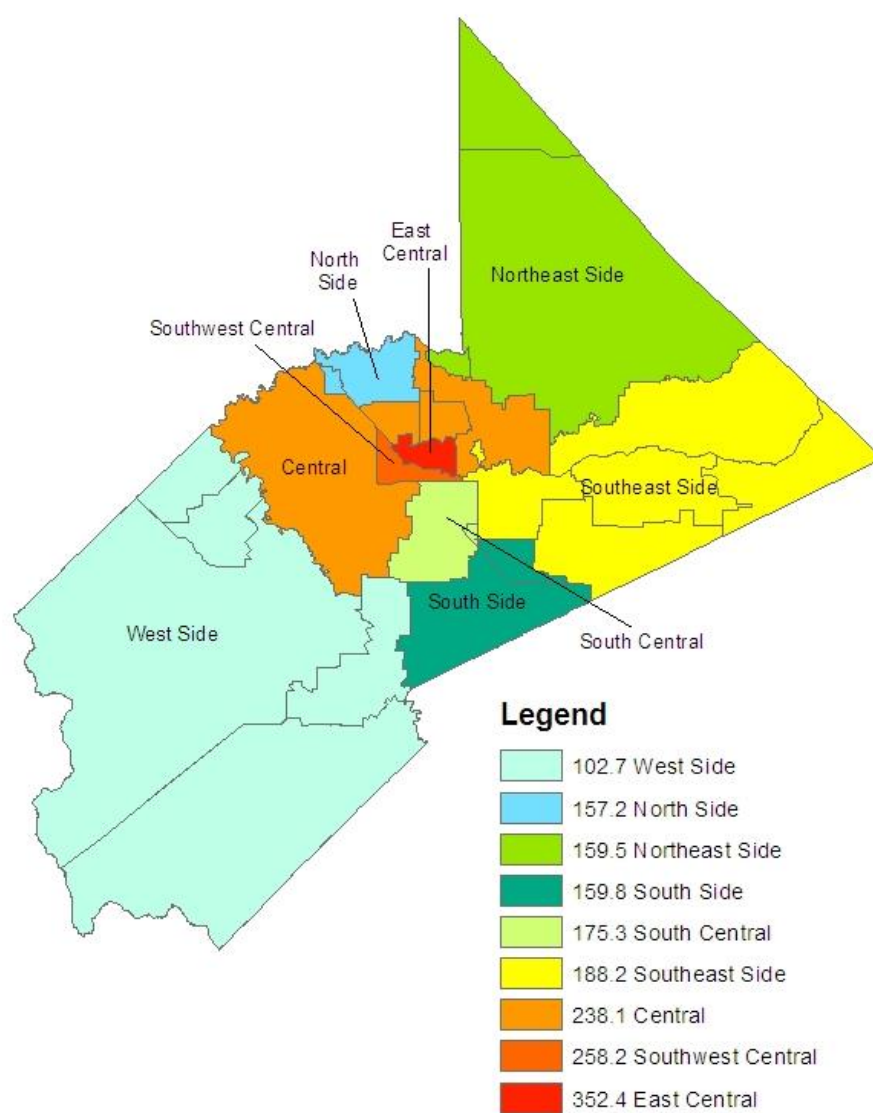 East
Central
North
Side
Northeast Side
Southwest Central
Central
Southeast Side
South Side
West Side
South Central
Legend
102.7 West Side
157.2 North Side
159.5 Northeast Side
159.8 South Side
175.3 South Central
188.2 Southeast Side
238.1 Central
258.2 Southwest Central
352.4 East Central